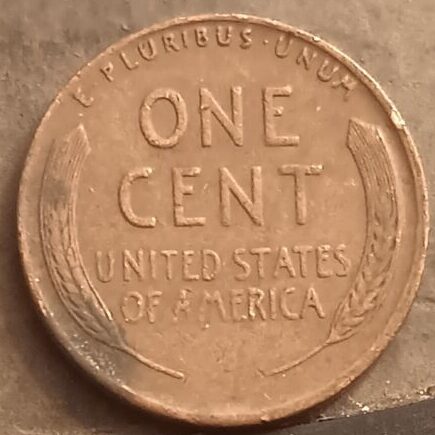 E PLURIBUS · UNUM
ONE
CENT
UNITED STATES
OF AMERICA